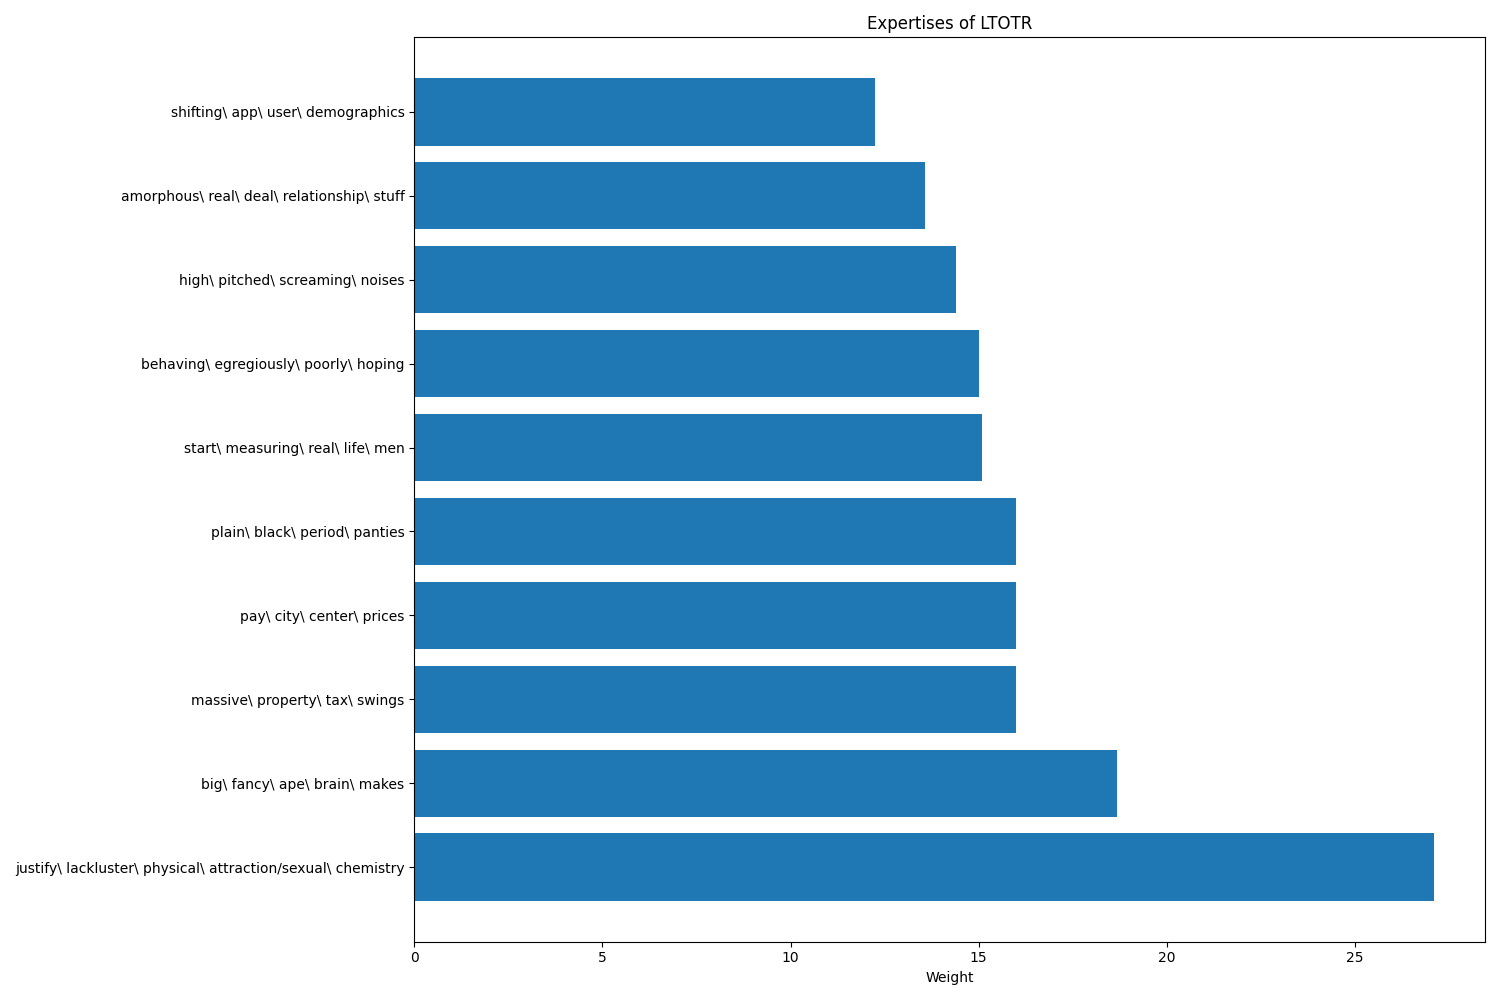 Expertises of LTOTR
shifting\ app\ user\ demographics
amorphous\ real\ deal\ relationship\ stuff
high\ pitched\ screaming\ noises
behaving\ egregiously\ poorly\ hoping
start\ measuring\ real\ life\ men
plain\ black\ period\ panties
pay\ city\ center\ prices
massive\ property\ tax\ swings
big\ fancy\ ape\ brain\ makes
justify\ lackluster\ physical\ attraction/sexual\ chemistry
0 5 10 15 20 25
Weight